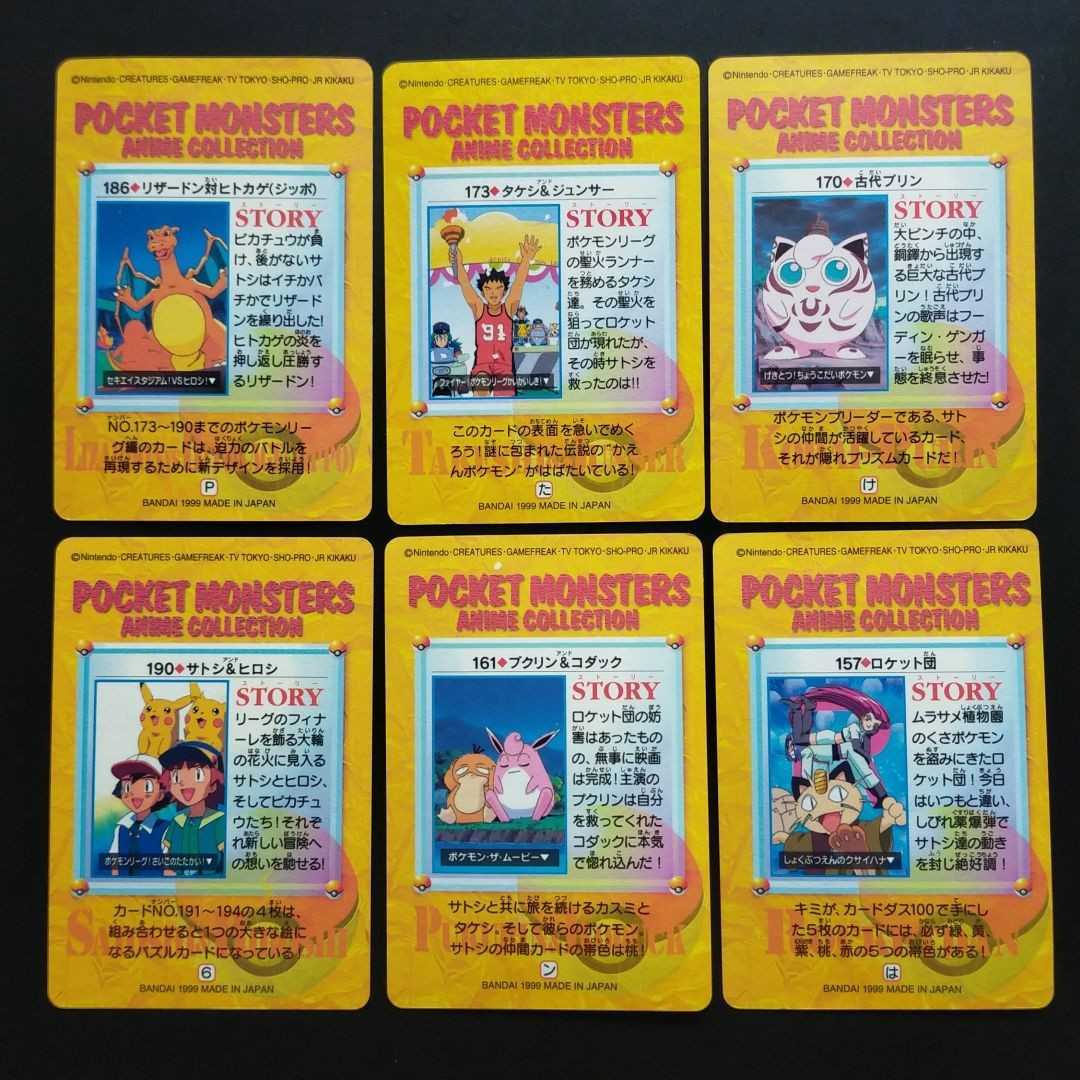 ©Nintendo・CREATURES・GAMEFREAK・TV TOKYO・SHO-PRO・JR KIKAKU
POCKET MONSTERS
ANIME COLLECTION
186◆リザードン対ヒトカゲ(ジッポ)
STORY
ピカチュウが負
け、後がないサ
トシはイチかバ
チかでリザード
ンを繰り出した!
ヒトカゲの炎を
押し返し圧勝す
るリザードン!
セキエイスタジアム!VSヒロシ!▼
NO.173〜190までのポケモンリー
グ編のカードは、迫力のバトルを
再現するために新デザインを採用!
P
BANDAI 1999 MADE IN JAPAN
©Nintendo・CREATURES・GAMEFREAK・TV TOKYO・SHO-PRO・JR KIKAKU
POCKET MONSTERS
ANIME COLLECTION
173◆タケシ&ジュンサー
STORY
ポケモンリーグ
の聖火ランナー
を務めるタケシ
達。その聖火を
狙ってロケット
団が現れたが、
その時サトシを
救ったのは!!
91
ファイヤー!ポケモンリーグかいかいしき!▼
このカードの表面を急いでめく
ろう!謎に包まれた伝説の“かえ
んポケモン”がはばたいている!
た
BANDAI 1999 MADE IN JAPAN
©Nintendo・CREATURES・GAMEFREAK・TV TOKYO・SHO-PRO・JR KIKAKU
POCKET MONSTERS
ANIME COLLECTION
170◆古代プリン
STORY
大ピンチの中、
銅鐸から出現す
る巨大な古代プ
リン!古代プリ
ンの歌声はフー
ディン・ゲンガ
ーを眠らせ、事
態を終息させた!
げきとつ!ちょうこだいポケモン▼
ポケモンブリーダーである、サト
シの仲間が活躍しているカード、
それが隠れプリズムカードだ!
け
BANDAI 1999 MADE IN JAPAN
©Nintendo・CREATURES・GAMEFREAK・TV TOKYO・SHO-PRO・JR KIKAKU
POCKET MONSTERS
ANIME COLLECTION
190◆サトシ&ヒロシ
STORY
リーグのフィナ
ーレを飾る大輪
の花火に見入る
サトシとヒロシ、
そしてピカチュ
ウたち!それぞ
れ新しい冒険へ
の想いを馳せる!
ポケモンリーグ!さいごのたたかい!▼
カードNO.191〜194の4枚は、
組み合わせると1つの大きな絵に
なるパズルカードになっている!
6
BANDAI 1999 MADE IN JAPAN
©Nintendo・CREATURES・GAMEFREAK・TV TOKYO・SHO-PRO・JR KIKAKU
POCKET MONSTERS
ANIME COLLECTION
161◆プクリン&コダック
STORY
ロケット団の妨
害はあったもの
の、無事に映画
は完成!主演の
プクリンは自分
を救ってくれた
コダックに本気
で惚れ込んだ!
ポケモン・ザ・ムービー▼
サトシと共に旅を続けるカスミと
タケシ。そして彼らのポケモン。
サトシの仲間カードの帯色は桃!
ン
BANDAI 1999 MADE IN JAPAN
©Nintendo・CREATURES・GAMEFREAK・TV TOKYO・SHO-PRO・JR KIKAKU
POCKET MONSTERS
ANIME COLLECTION
157◆ロケット団
STORY
ムラサメ植物園
のくさポケモン
を盗みにきたロ
ケット団!今日
はいつもと違い、
しびれ薬爆弾で
サトシ達の動き
を封じ絶好調!
しょくぶつえんのクサイハナ▼
キミが、カードダス100で手にし
た5枚のカードには、必ず緑、黄、
紫、桃、赤の5つの帯色がある!
は
BANDAI 1999 MADE IN JAPAN